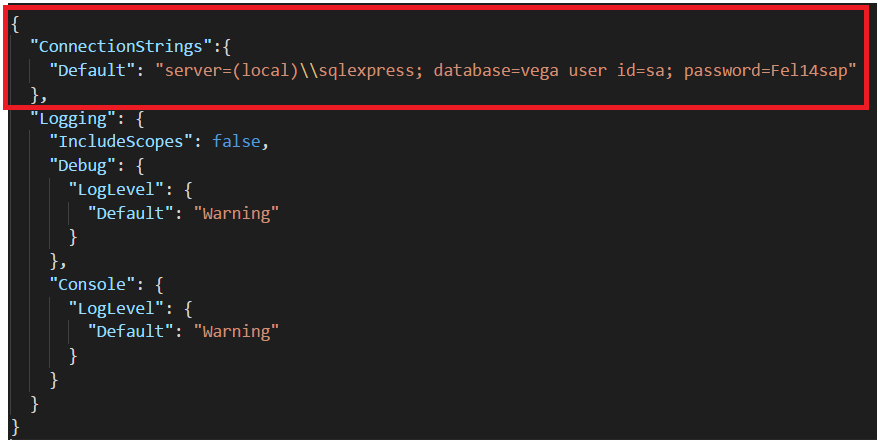 {
"ConnectionStrings":{
"Default": "server=(local)\\sqlexpress; database=vega user id=sa; password=Fel14sap"
},
"Logging": {
"IncludeScopes": false,
"Debug": {
"LogLevel": {
"Default": "Warning"
}
},
"Console": {
"LogLevel": {
"Default": "Warning"
}
}
}
}